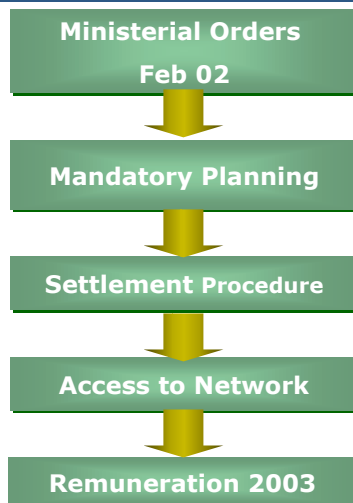 Ministerial Orders
Feb 02
Mandatory Planning
Settlement Procedure
Access to Network
Remuneration 2003